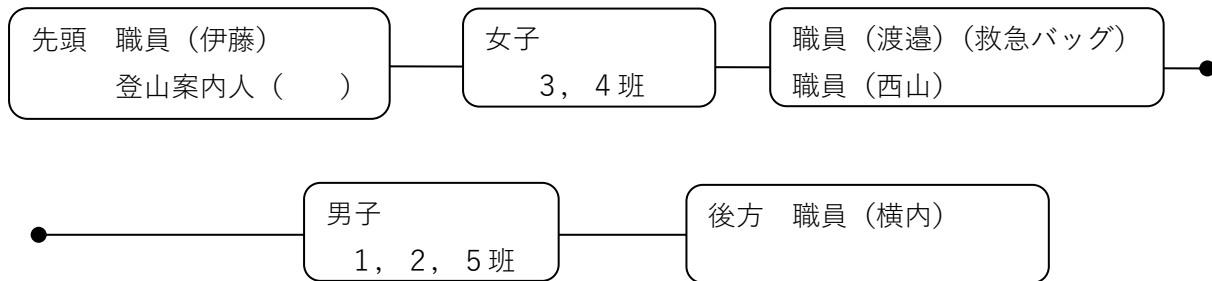 先頭　職員（伊藤）
登山案内人（　　）
女子
３，４班
職員（渡邉）（救急バッグ）
職員（西山）
男子
１，２，５班
後方　職員（横内）